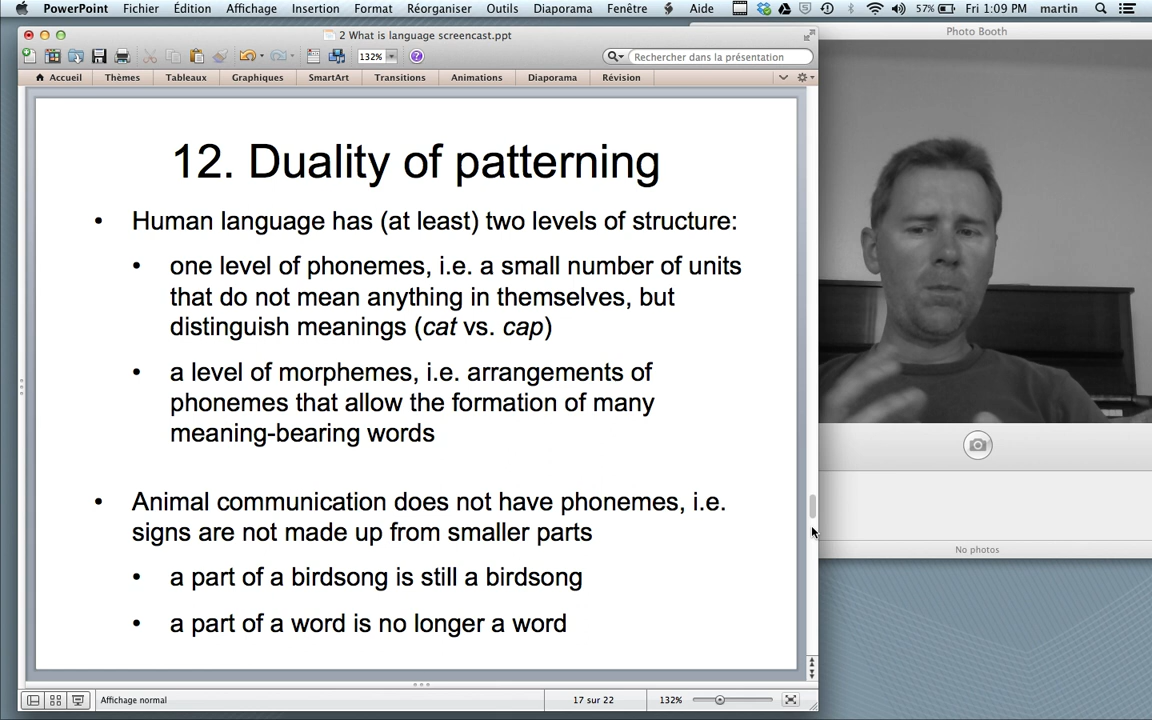 PowerPoint Fichier Édition Affichage Insertion Format Réorganiser Outils Diaporama Fenêtre Aide 57% Fri 1:09 PM martin
2 What is language screencast.ppt
132% Rechercher dans la présentation
Accueil Thèmes Tableaux Graphiques SmartArt Transitions Animations Diaporama Révision
12. Duality of patterning
• Human language has (at least) two levels of structure:
• one level of phonemes, i.e. a small number of units
that do not mean anything in themselves, but
distinguish meanings (cat vs. cap)
• a level of morphemes, i.e. arrangements of
phonemes that allow the formation of many
meaning-bearing words
• Animal communication does not have phonemes, i.e.
signs are not made up from smaller parts
• a part of a birdsong is still a birdsong
• a part of a word is no longer a word
Affichage normal 17 sur 22 132%
Photo Booth
No photos